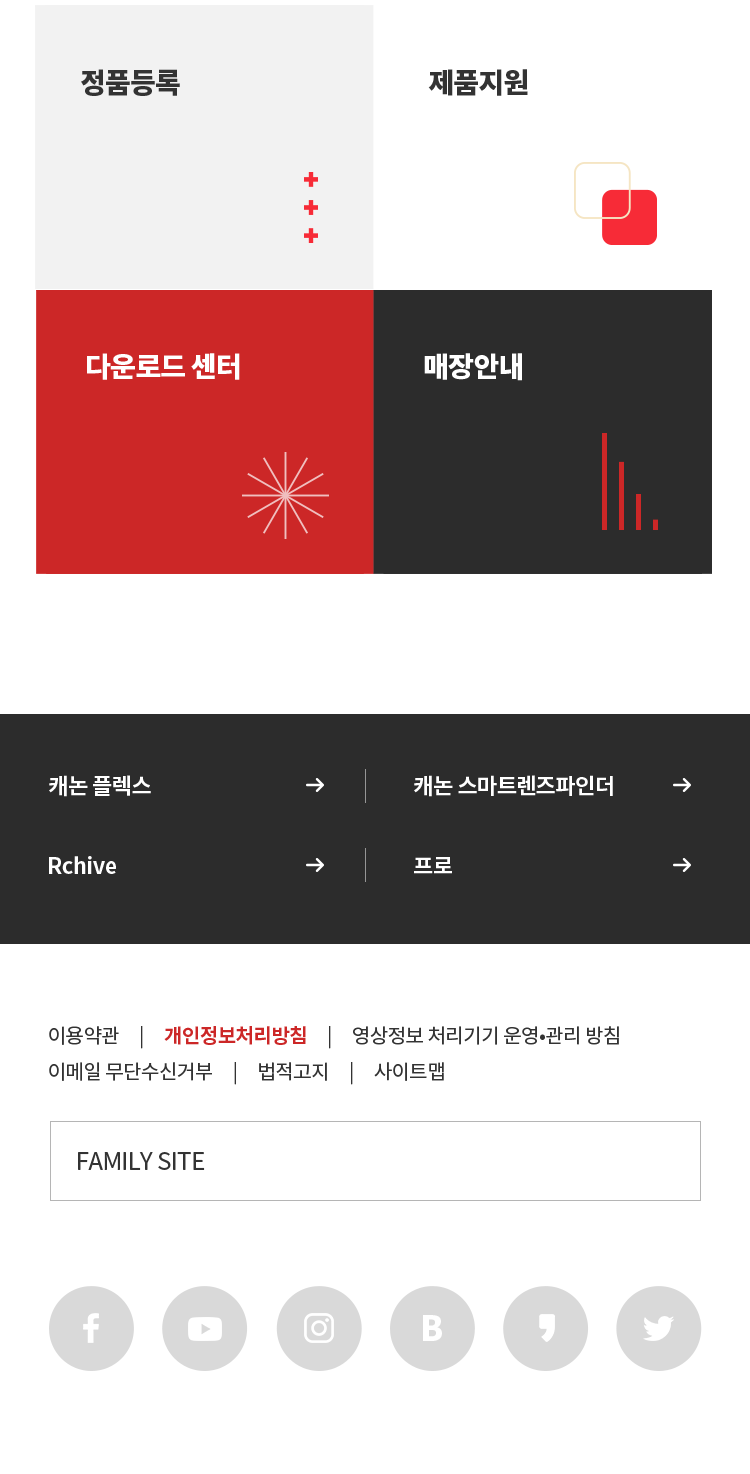 정품등록
제품지원
다운로드 센터
매장안내
캐논 플렉스
캐논 스마트렌즈파인더
Rchive
프로
이용약관 | 개인정보처리방침 | 영상정보 처리기기 운영•관리 방침
이메일 무단수신거부 | 법적고지 | 사이트맵
FAMILY SITE
B